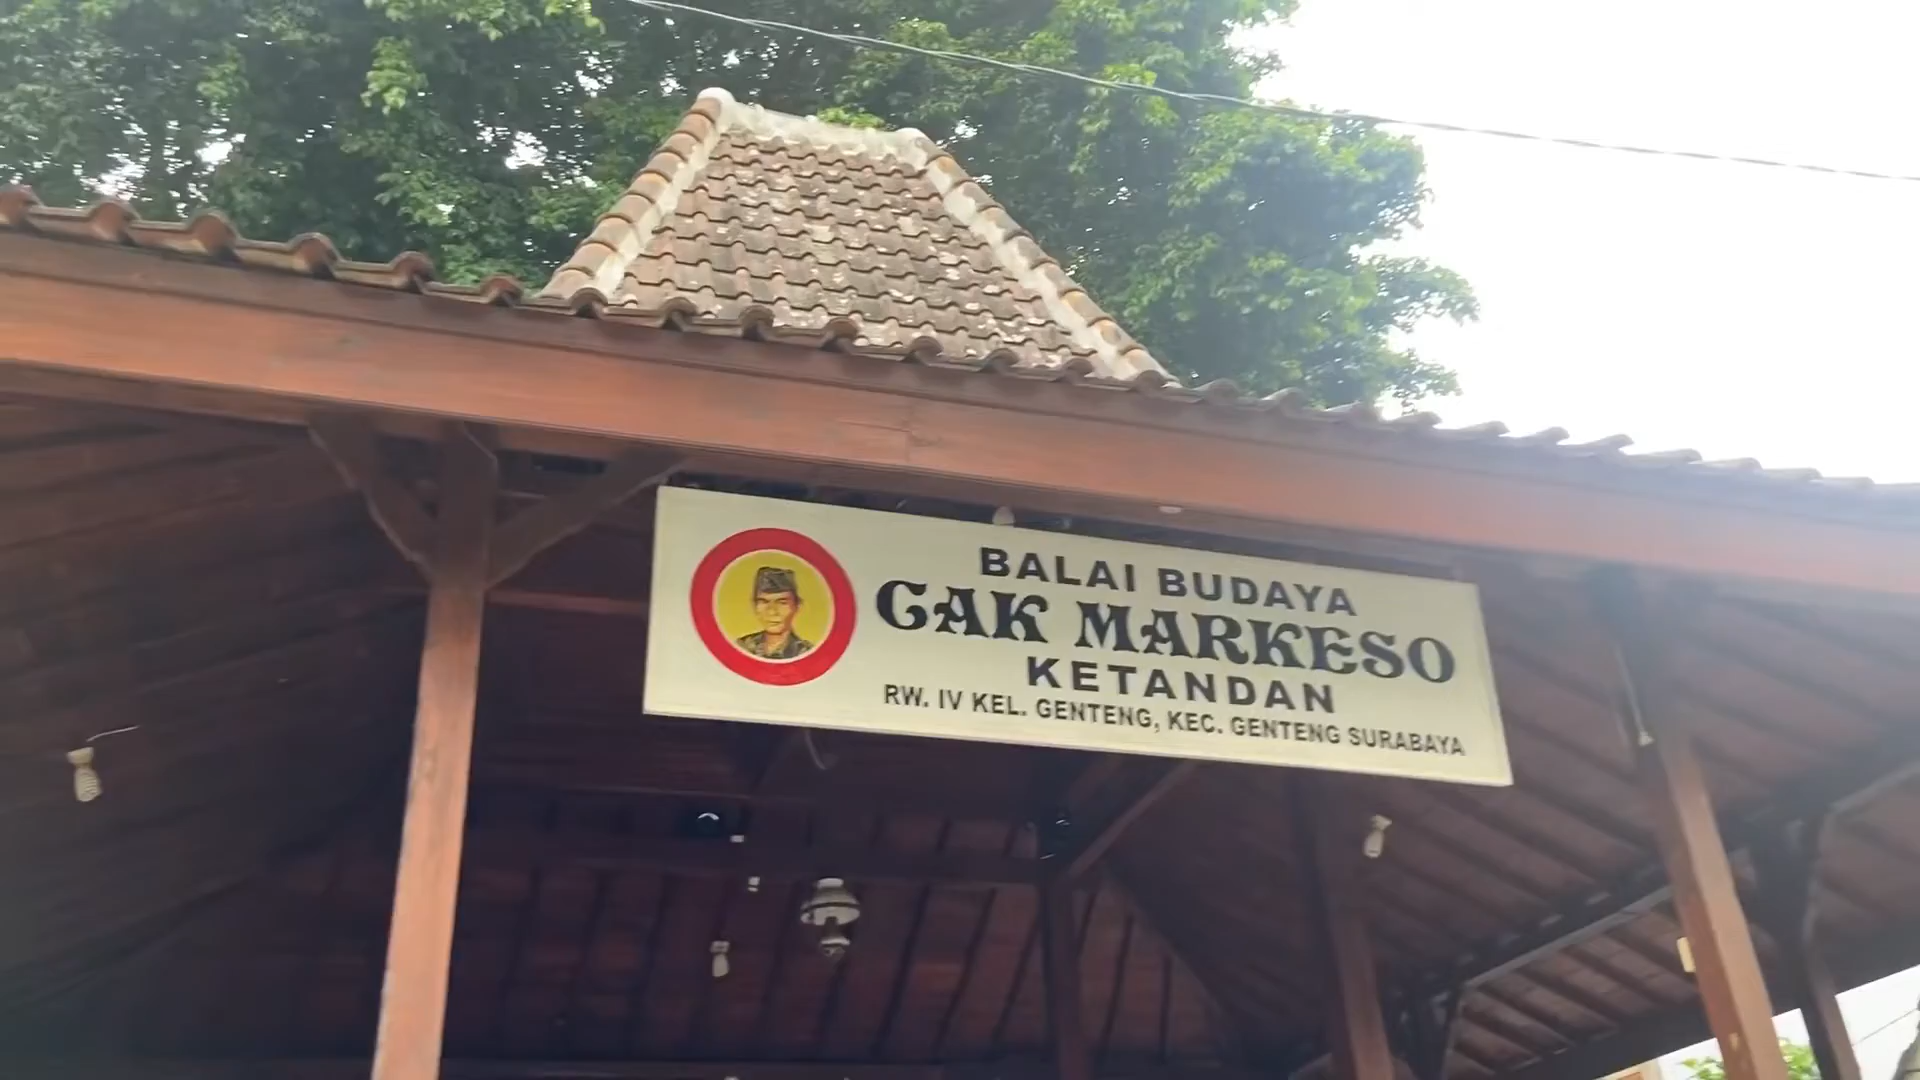 BALAI BUDAYA
CAK MARKESO
KETANDAN
RW. IV KEL. GENTENG, KEC. GENTENG SURABAYA